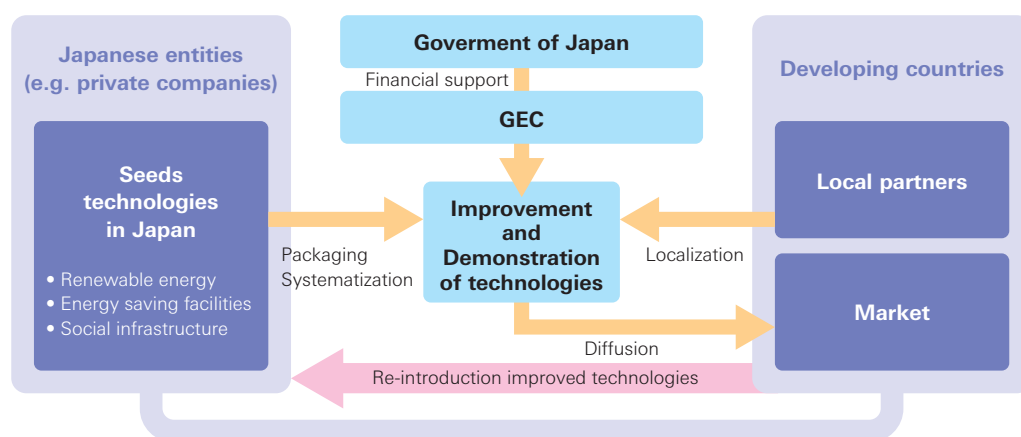 Japanese entities
(e.g. private companies)
Seeds
technologies
in Japan
• Renewable energy
• Energy saving facilities
• Social infrastructure
Goverment of Japan
Financial support
GEC
Improvement
and
Demonstration
of technologies
Packaging
Systematization
Localization
Diffusion
Re-introduction improved technologies
Developing countries
Local partners
Market